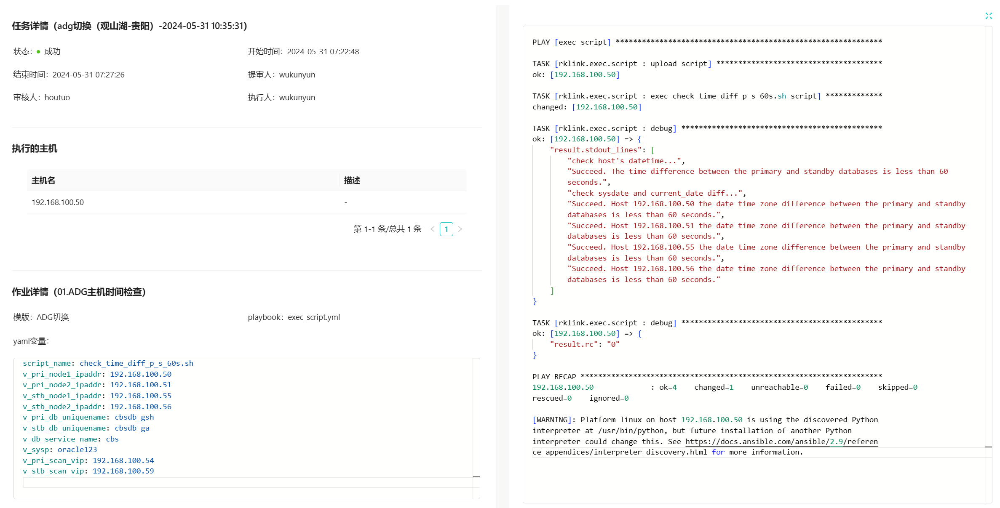 任务详情（adg切换（观山湖-贵阳）-2024-05-31 10:35:31）
状态： 成功
开始时间：2024-05-31 07:22:48
结束时间：2024-05-31 07:27:26
提审人：wukunyun
审核人：houtuo
执行人：wukunyun
执行的主机
主机名 描述
192.168.100.50 -
第 1-1 条/总共 1 条 < 1 >
作业详情（01.ADG主机时间检查）
模版：ADG切换
playbook：exec_script.yml
yaml变量：
script_name: check_time_diff_p_s_60s.sh
v_pri_node1_ipaddr: 192.168.100.50
v_pri_node2_ipaddr: 192.168.100.51
v_stb_node1_ipaddr: 192.168.100.55
v_stb_node2_ipaddr: 192.168.100.56
v_pri_db_uniquename: cbsdb_gsh
v_stb_db_uniquename: cbsdb_ga
v_db_service_name: cbs
v_sysp: oracle123
v_pri_scan_vip: 192.168.100.54
v_stb_scan_vip: 192.168.100.59
PLAY [exec script] *************************************************************
TASK [rklink.exec.script : upload script] **************************************
ok: [192.168.100.50]
TASK [rklink.exec.script : exec check_time_diff_p_s_60s.sh script] *************
changed: [192.168.100.50]
TASK [rklink.exec.script : debug] **********************************************
ok: [192.168.100.50] => {
"result.stdout_lines": [
"check host's datetime...",
"Succeed. The time difference between the primary and standby databases is less than 60
seconds.",
"check sysdate and current_date diff...",
"Succeed. Host 192.168.100.50 the date time zone difference between the primary and standby
databases is less than 60 seconds.",
"Succeed. Host 192.168.100.51 the date time zone difference between the primary and standby
databases is less than 60 seconds.",
"Succeed. Host 192.168.100.55 the date time zone difference between the primary and standby
databases is less than 60 seconds.",
"Succeed. Host 192.168.100.56 the date time zone difference between the primary and standby
databases is less than 60 seconds."
]
}
TASK [rklink.exec.script : debug] **********************************************
ok: [192.168.100.50] => {
"result.rc": "0"
}
PLAY RECAP *********************************************************************
192.168.100.50 : ok=4 changed=1 unreachable=0 failed=0 skipped=0
rescued=0 ignored=0
[WARNING]: Platform linux on host 192.168.100.50 is using the discovered Python
interpreter at /usr/bin/python, but future installation of another Python
interpreter could change this. See https://docs.ansible.com/ansible/2.9/referen
ce_appendices/interpreter_discovery.html for more information.